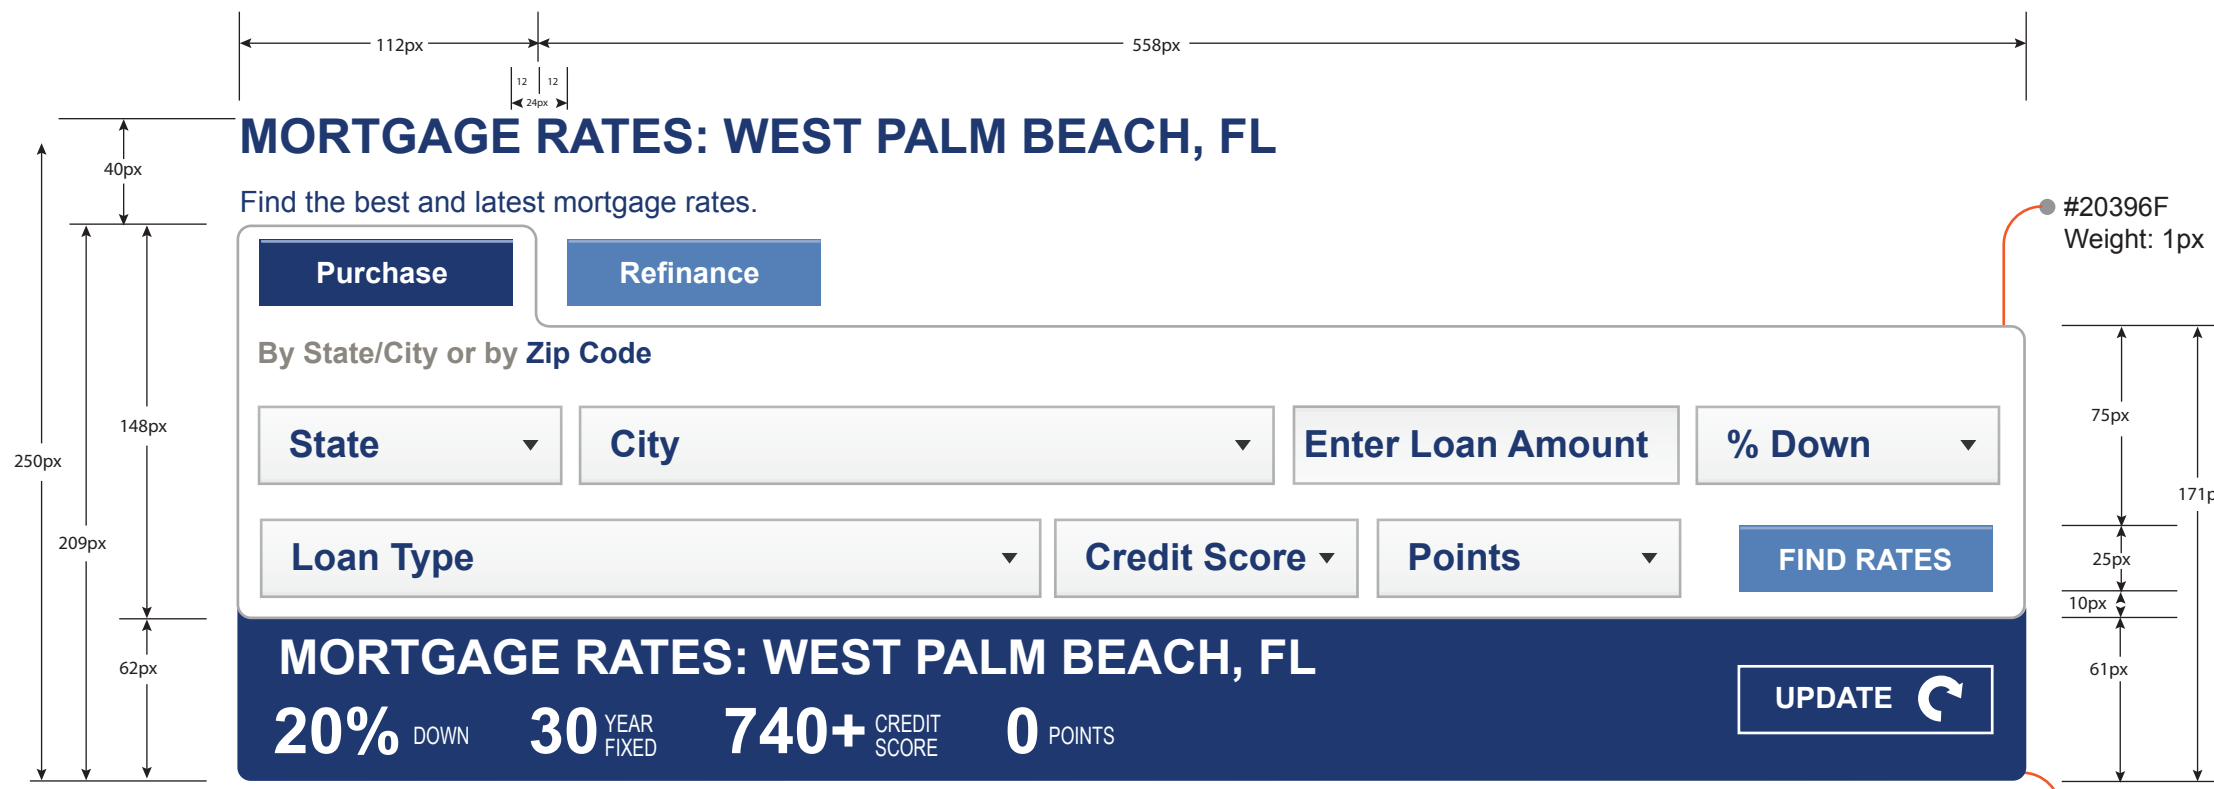 112px
558px
12 12
24px
MORTGAGE RATES: WEST PALM BEACH, FL
40px
Find the best and latest mortgage rates.
#20396F
Weight: 1px
Purchase
Refinance
By State/City or by Zip Code
148px
75px
State
City
Enter Loan Amount
% Down
250px
171p
209px
Loan Type
Credit Score
Points
FIND RATES
25px
10px
MORTGAGE RATES: WEST PALM BEACH, FL
62px
61px
UPDATE
20% DOWN
30 YEAR
FIXED
740+ CREDIT
SCORE
0 POINTS